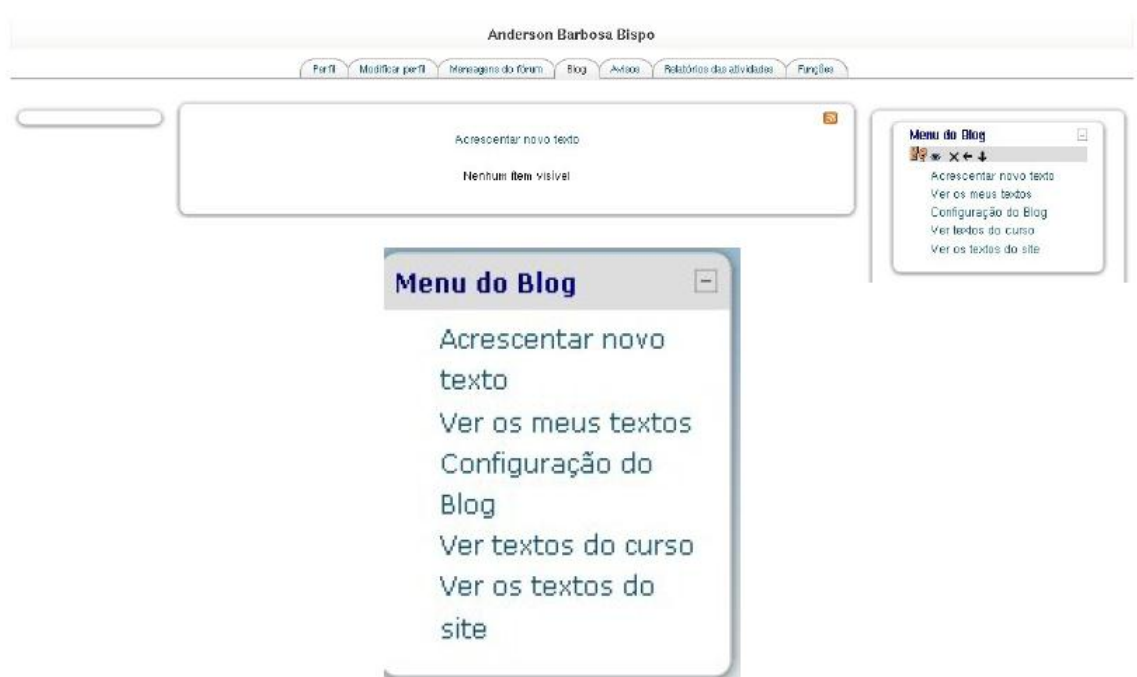 Anderson Barbosa Bispo
Perfil Modificar perfil Mensagens do fórum Blog Avisos Relatórios das atividades Funções
Acrescentar novo texto
Nenhum ítem visível
Menu do Blog
Acrescentar novo texto
Ver os meus textos
Configuração do Blog
Ver textos do curso
Ver os textos do site
Menu do Blog
Acrescentar novo
texto
Ver os meus textos
Configuração do
Blog
Ver textos do curso
Ver os textos do
site